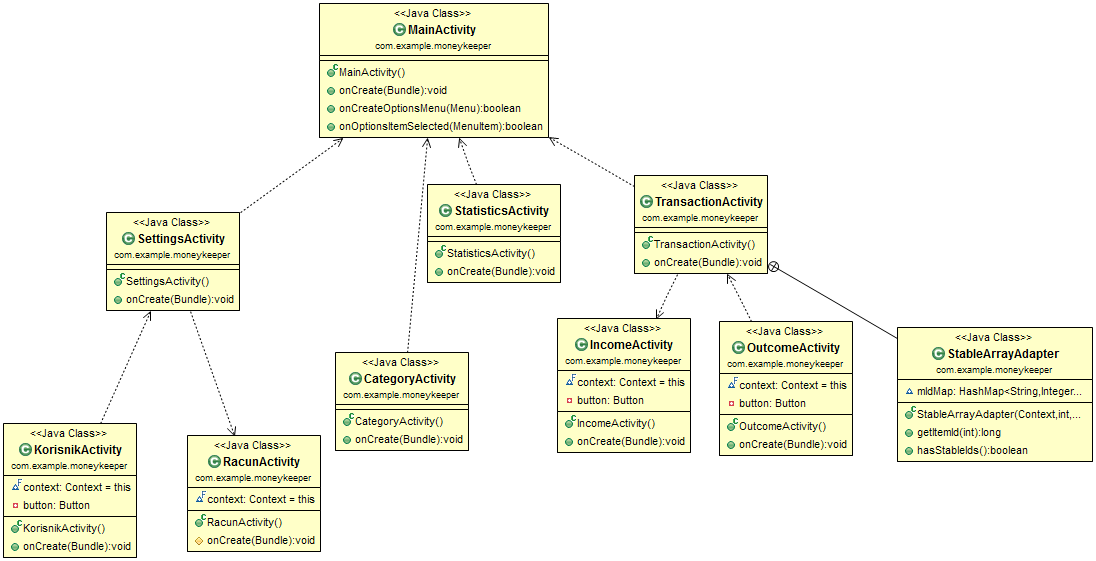 <<Java Class>>
MainActivity
com.example.moneykeeper
MainActivity()
onCreate(Bundle):void
onCreateOptionsMenu(Menu):boolean
onOptionsItemSelected(MenuItem):boolean
<<Java Class>>
SettingsActivity
com.example.moneykeeper
SettingsActivity()
onCreate(Bundle):void
<<Java Class>>
StatisticsActivity
com.example.moneykeeper
StatisticsActivity()
onCreate(Bundle):void
<<Java Class>>
TransactionActivity
com.example.moneykeeper
TransactionActivity()
onCreate(Bundle):void
<<Java Class>>
CategoryActivity
com.example.moneykeeper
CategoryActivity()
onCreate(Bundle):void
<<Java Class>>
IncomeActivity
com.example.moneykeeper
context: Context = this
button: Button
IncomeActivity()
onCreate(Bundle):void
<<Java Class>>
OutcomeActivity
com.example.moneykeeper
context: Context = this
button: Button
OutcomeActivity()
onCreate(Bundle):void
<<Java Class>>
StableArrayAdapter
com.example.moneykeeper
mIdMap: HashMap<String,Integer...
StableArrayAdapter(Context,int,...
getItemId(int):long
hasStableIds():boolean
<<Java Class>>
KorisnikActivity
com.example.moneykeeper
context: Context = this
button: Button
KorisnikActivity()
onCreate(Bundle):void
<<Java Class>>
RacunActivity
com.example.moneykeeper
context: Context = this
RacunActivity()
onCreate(Bundle):void